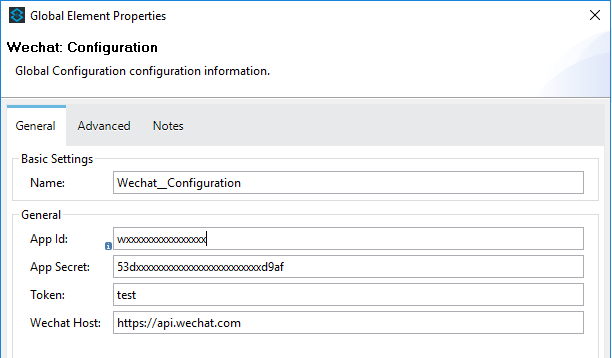 Global Element Properties
Wechat: Configuration
Global Configuration configuration information.
General Advanced Notes
Basic Settings
Name: Wechat__Configuration
General
App Id: wxxxxxxxxxxxxxxx
App Secret: 53dxxxxxxxxxxxxxxxxxxxxxxxxxd9af
Token: test
Wechat Host: https://api.wechat.com